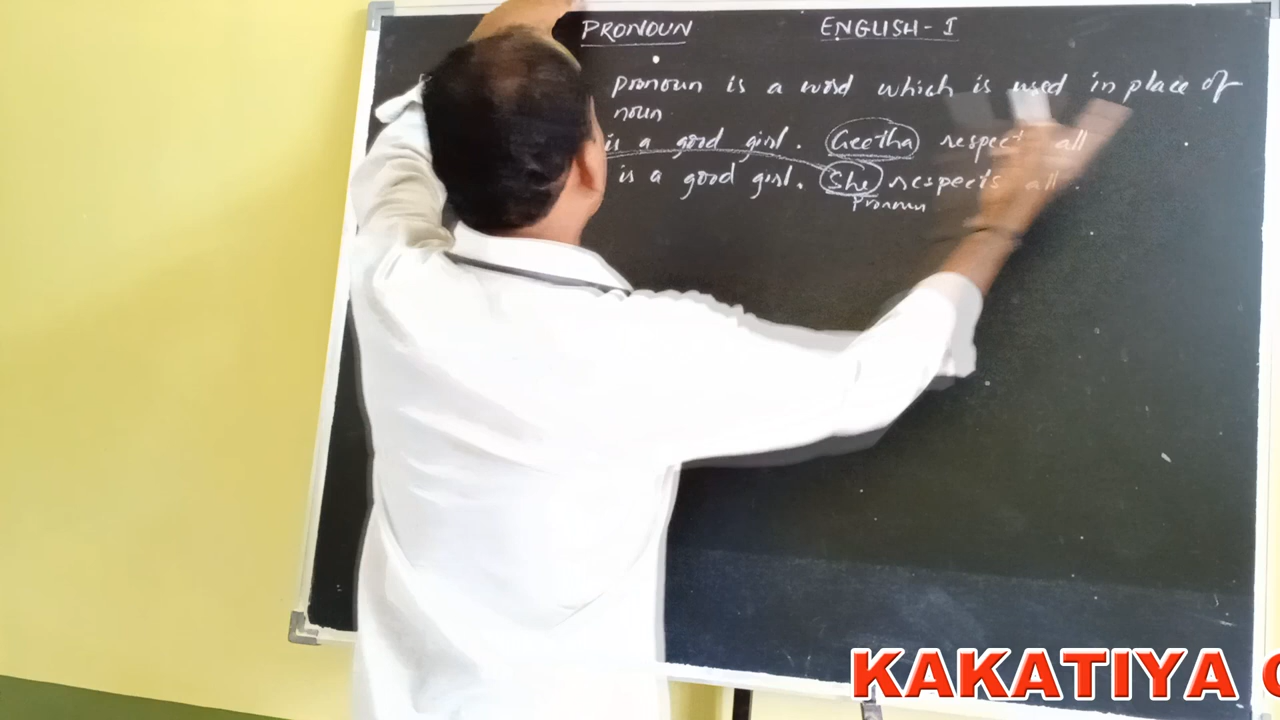 PRONOUN ENGLISH-I
pronoun is a word which is used in place of
noun
is a good girl. Geetha respect all
is a good girl. She respects all.
Pronoun
KAKATIYA